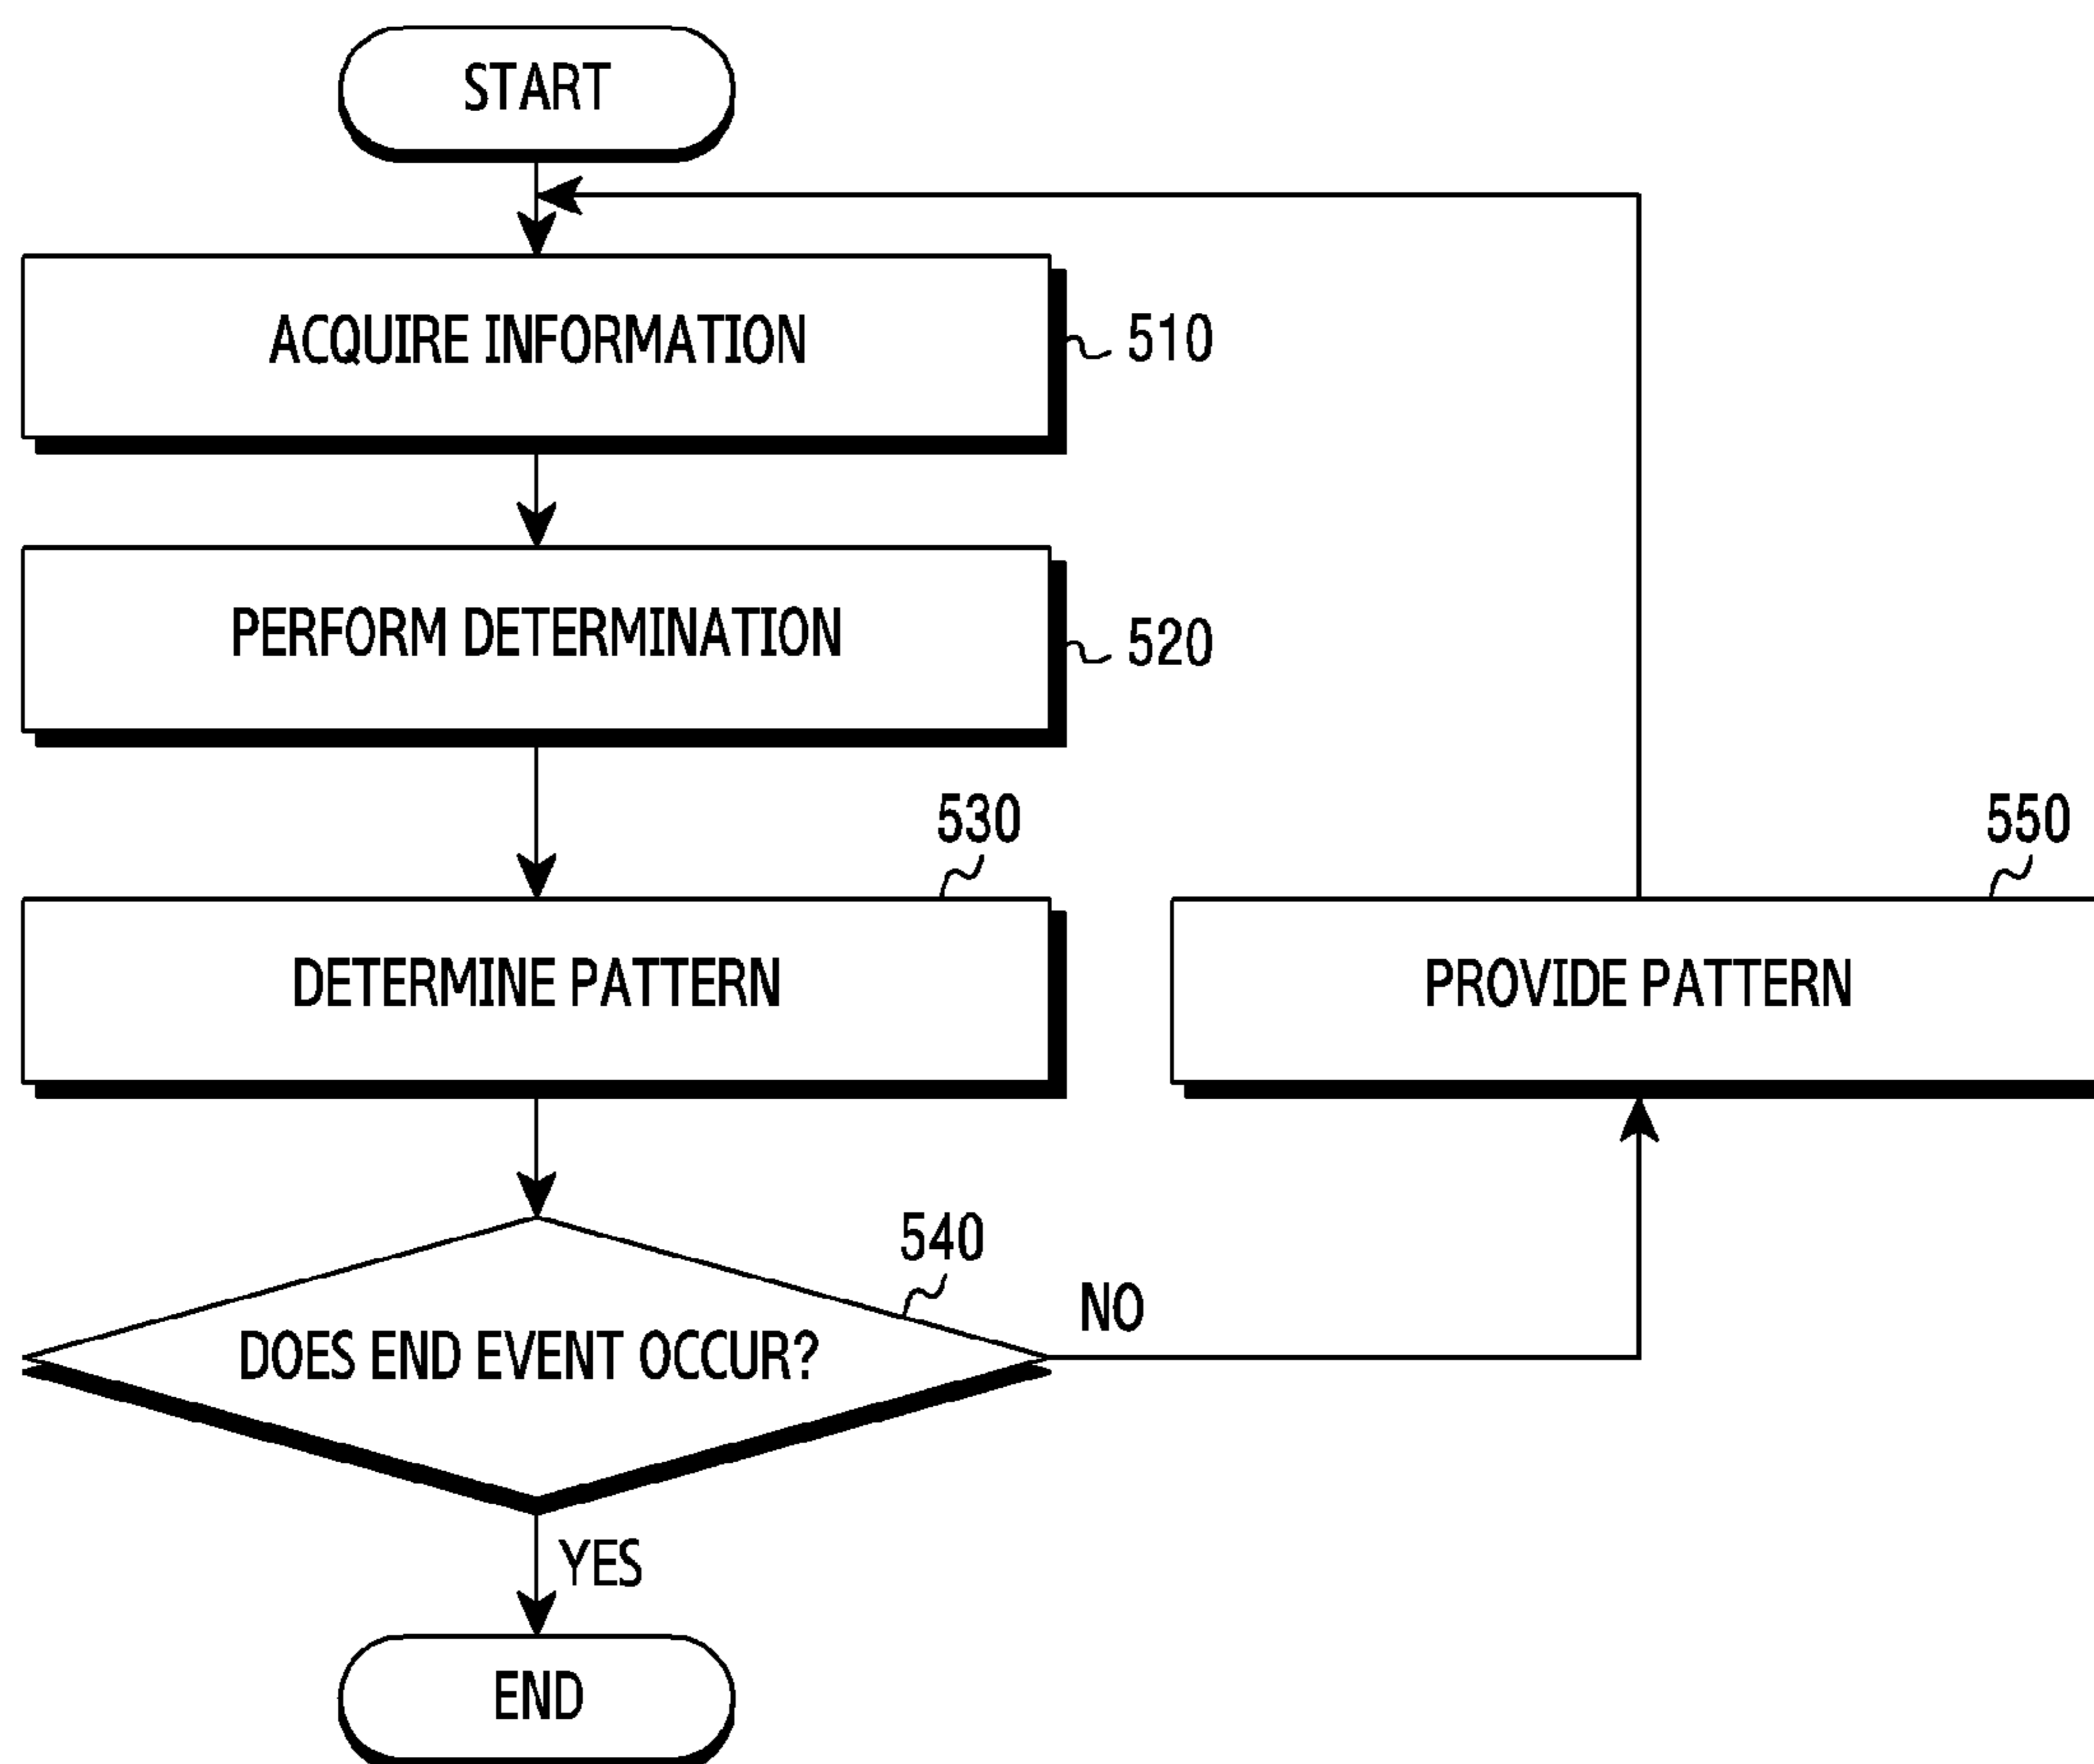 START
ACQUIRE INFORMATION
510
PERFORM DETERMINATION
520
530
DETERMINE PATTERN
550
PROVIDE PATTERN
540
DOES END EVENT OCCUR?
NO
YES
END